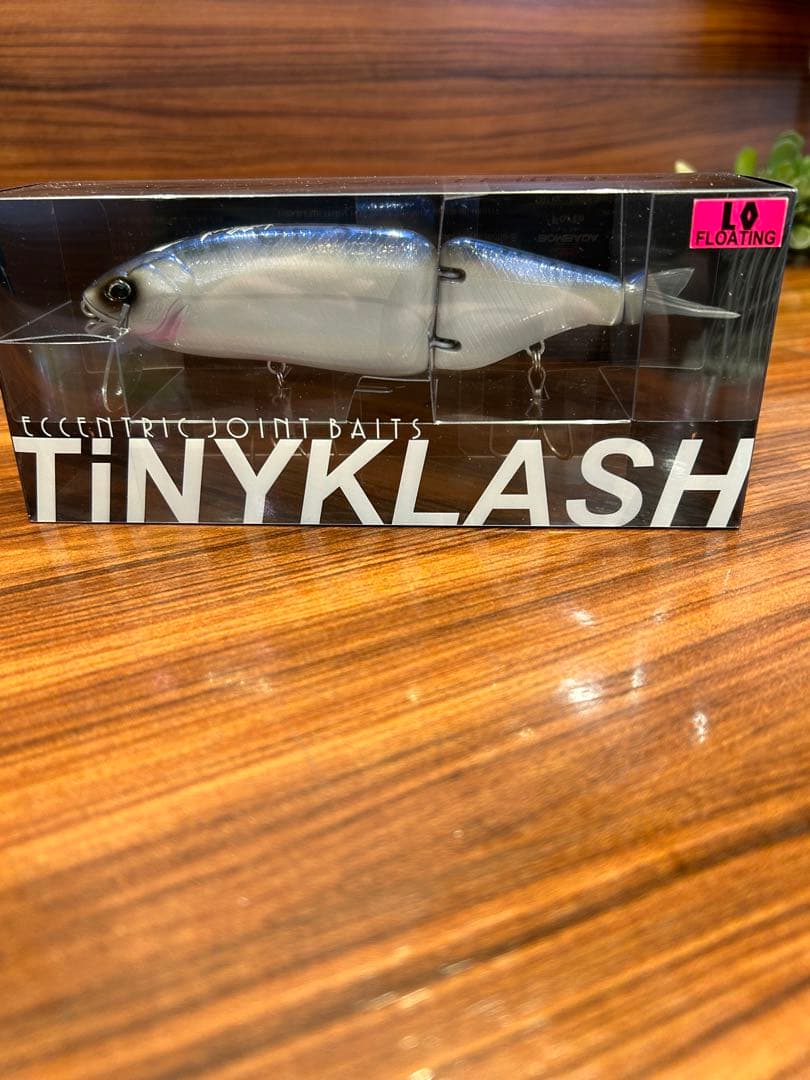 LO
FLOATING
ECCENTRIC JOINT BAITS
TiNYKLASH